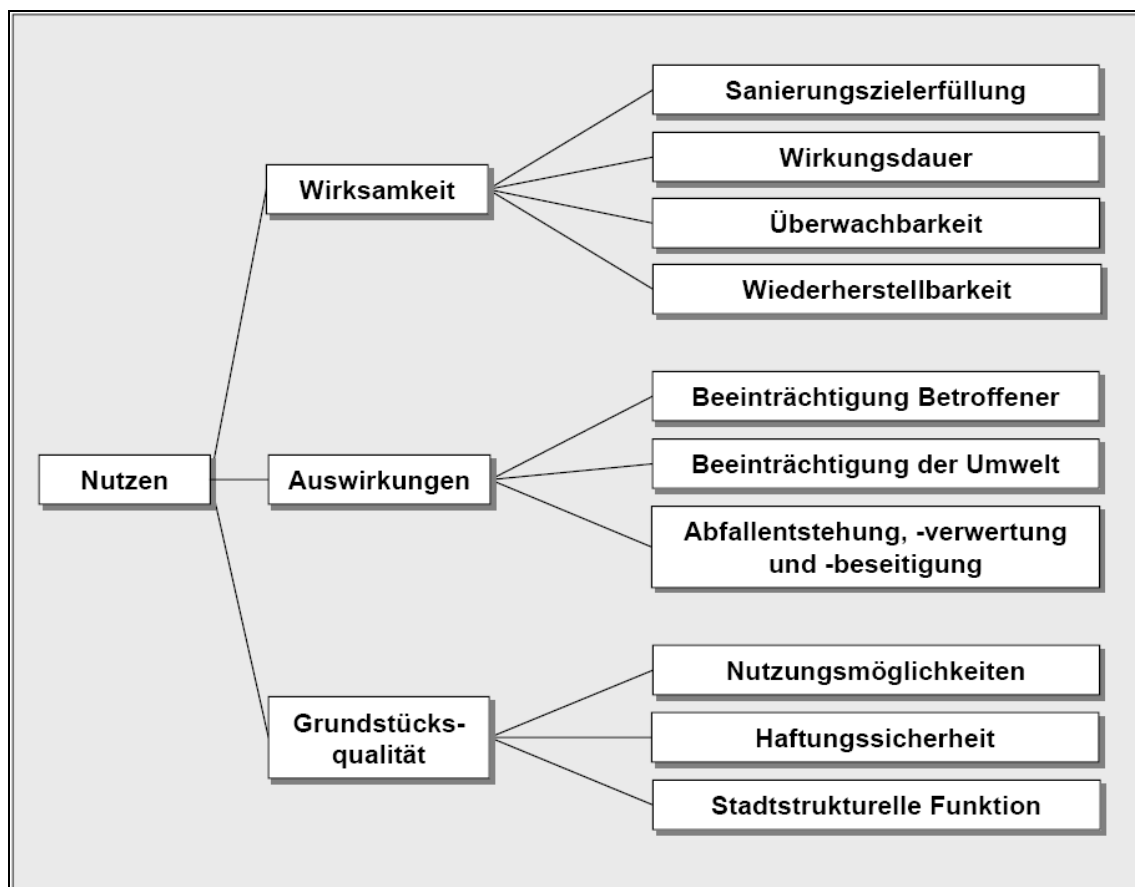 Nutzen
Wirksamkeit
Sanierungszielerfüllung
Wirkungsdauer
Überwachbarkeit
Wiederherstellbarkeit
Auswirkungen
Beeinträchtigung Betroffener
Beeinträchtigung der Umwelt
Abfallentstehung, -verwertung
und -beseitigung
Grundstücks-
qualität
Nutzungsmöglichkeiten
Haftungssicherheit
Stadtstrukturelle Funktion